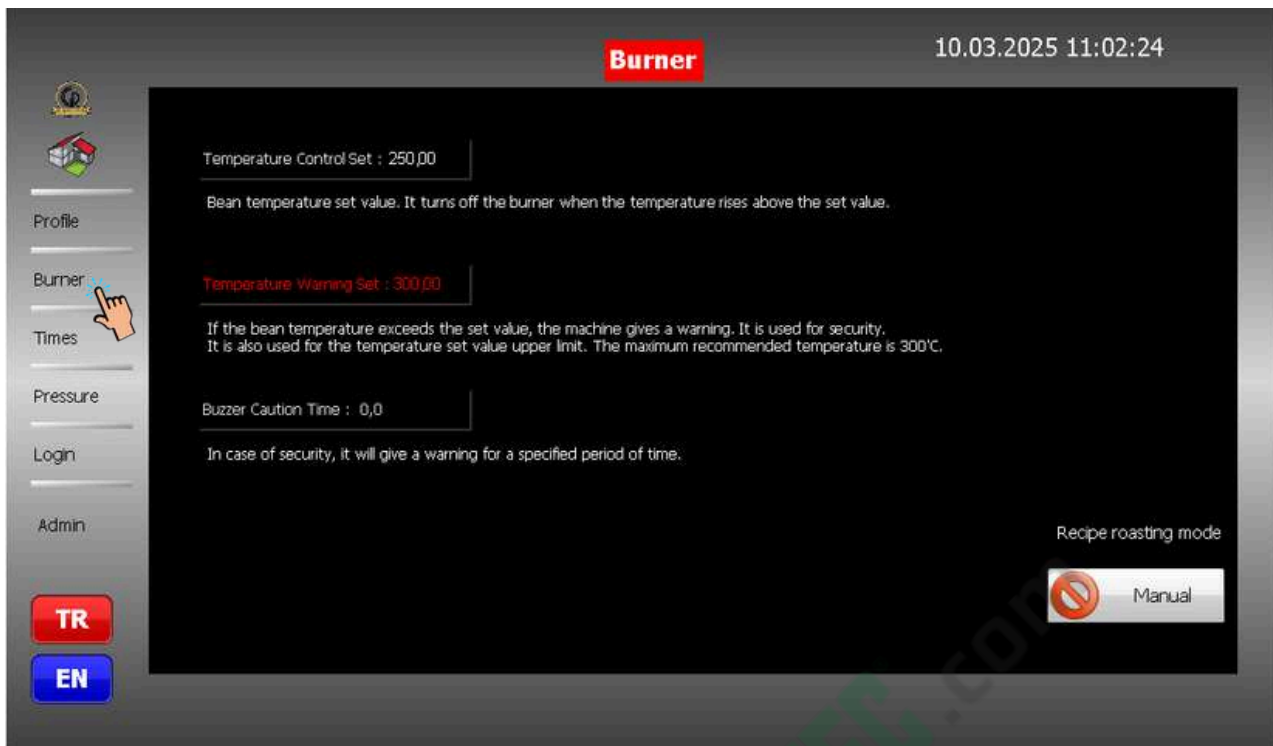 Burner
10.03.2025 11:02:24
Temperature Control Set : 250,00
Bean temperature set value. It turns off the burner when the temperature rises above the set value.
Temperature Warning Set : 300,00
If the bean temperature exceeds the set value, the machine gives a warning. It is used for security.
It is also used for the temperature set value upper limit. The maximum recommended temperature is 300'C.
Buzzer Caution Time : 0,0
In case of security, it will give a warning for a specified period of time.
Recipe roasting mode
Manual
Profile
Burner
Times
Pressure
Login
Admin
TR
EN
.com